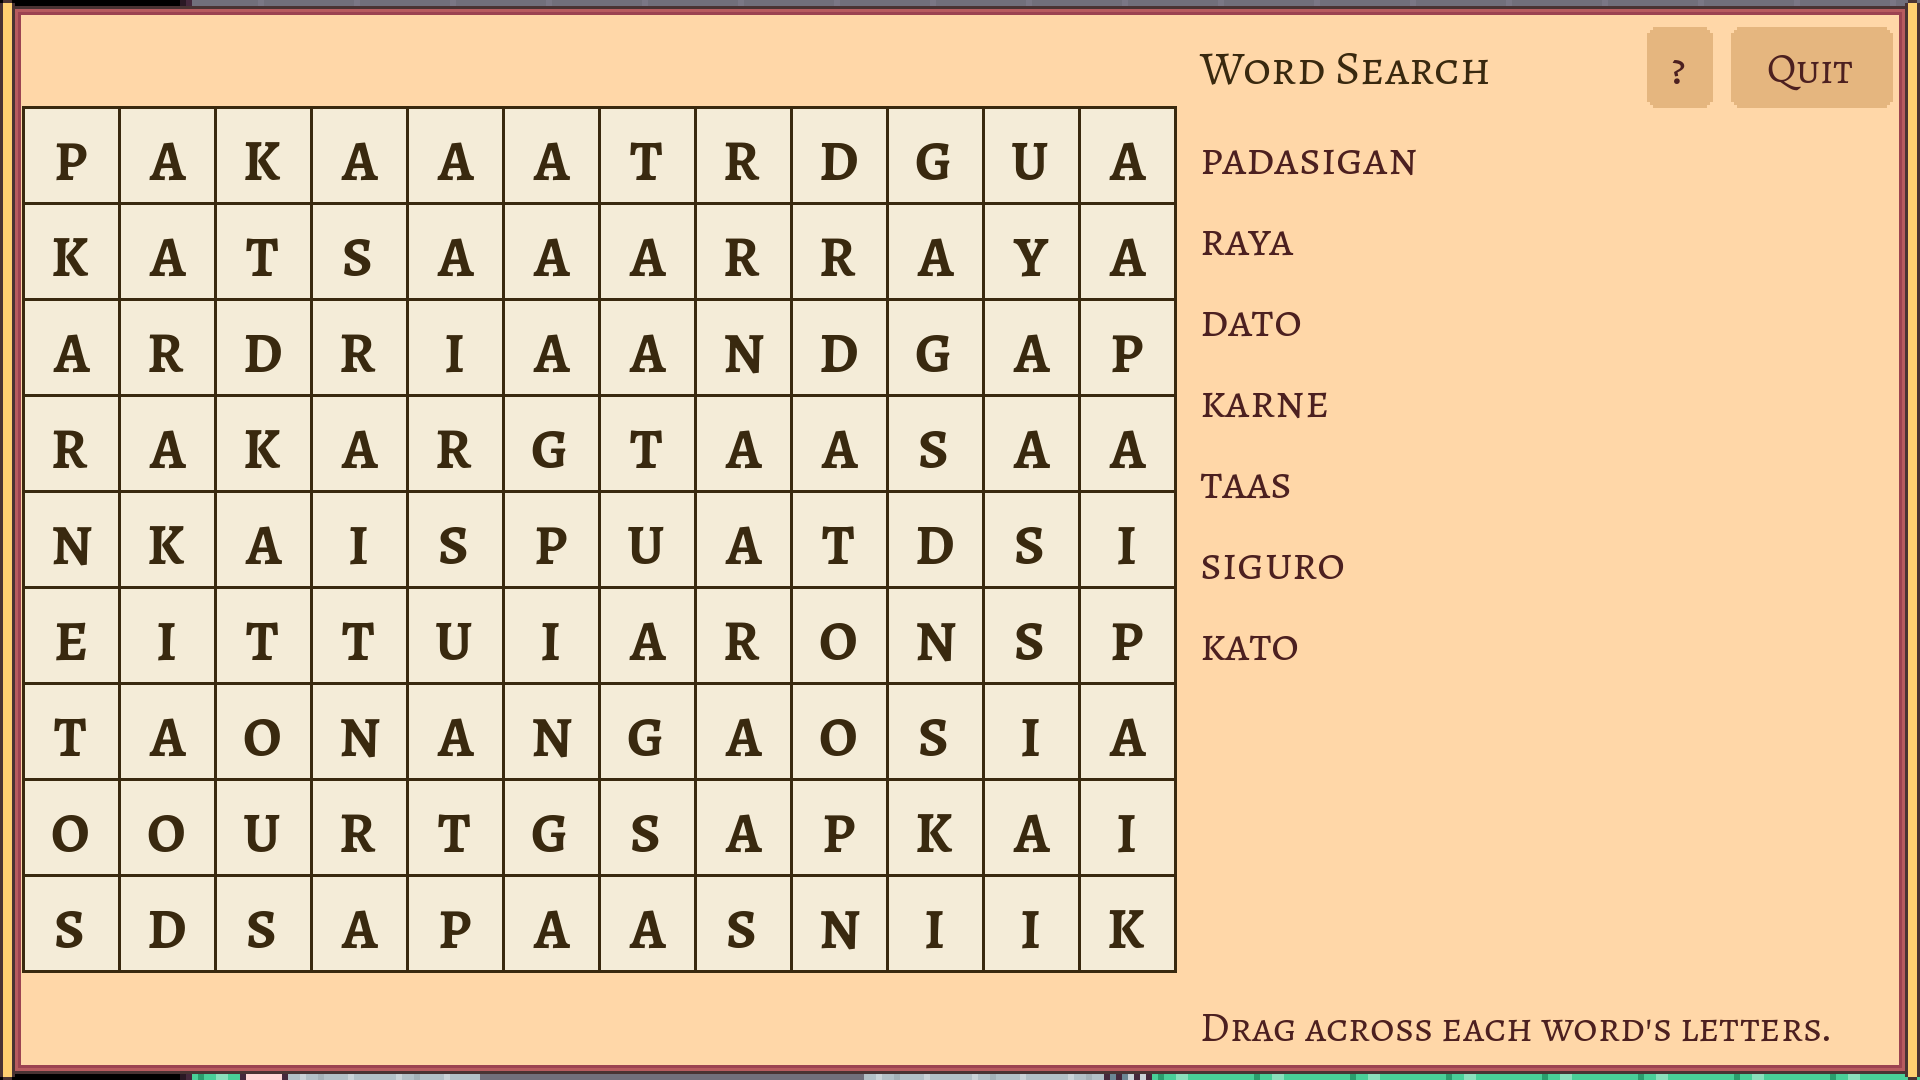 Word Search
?
Quit
P A K A A A T R D G U A
K A T S A A A R R A Y A
A R D R I A A N D G A P
R A K A R G T A A S A A
N K A I S P U A T D S I
E I T T U I A R O N S P
T A O N A N G A O S I A
O O U R T G S A P K A I
S D S A P A A S N I I K
PADASIGAN
RAYA
DATO
KARNE
TAAS
SIGURO
KATO
Drag across each word's letters.